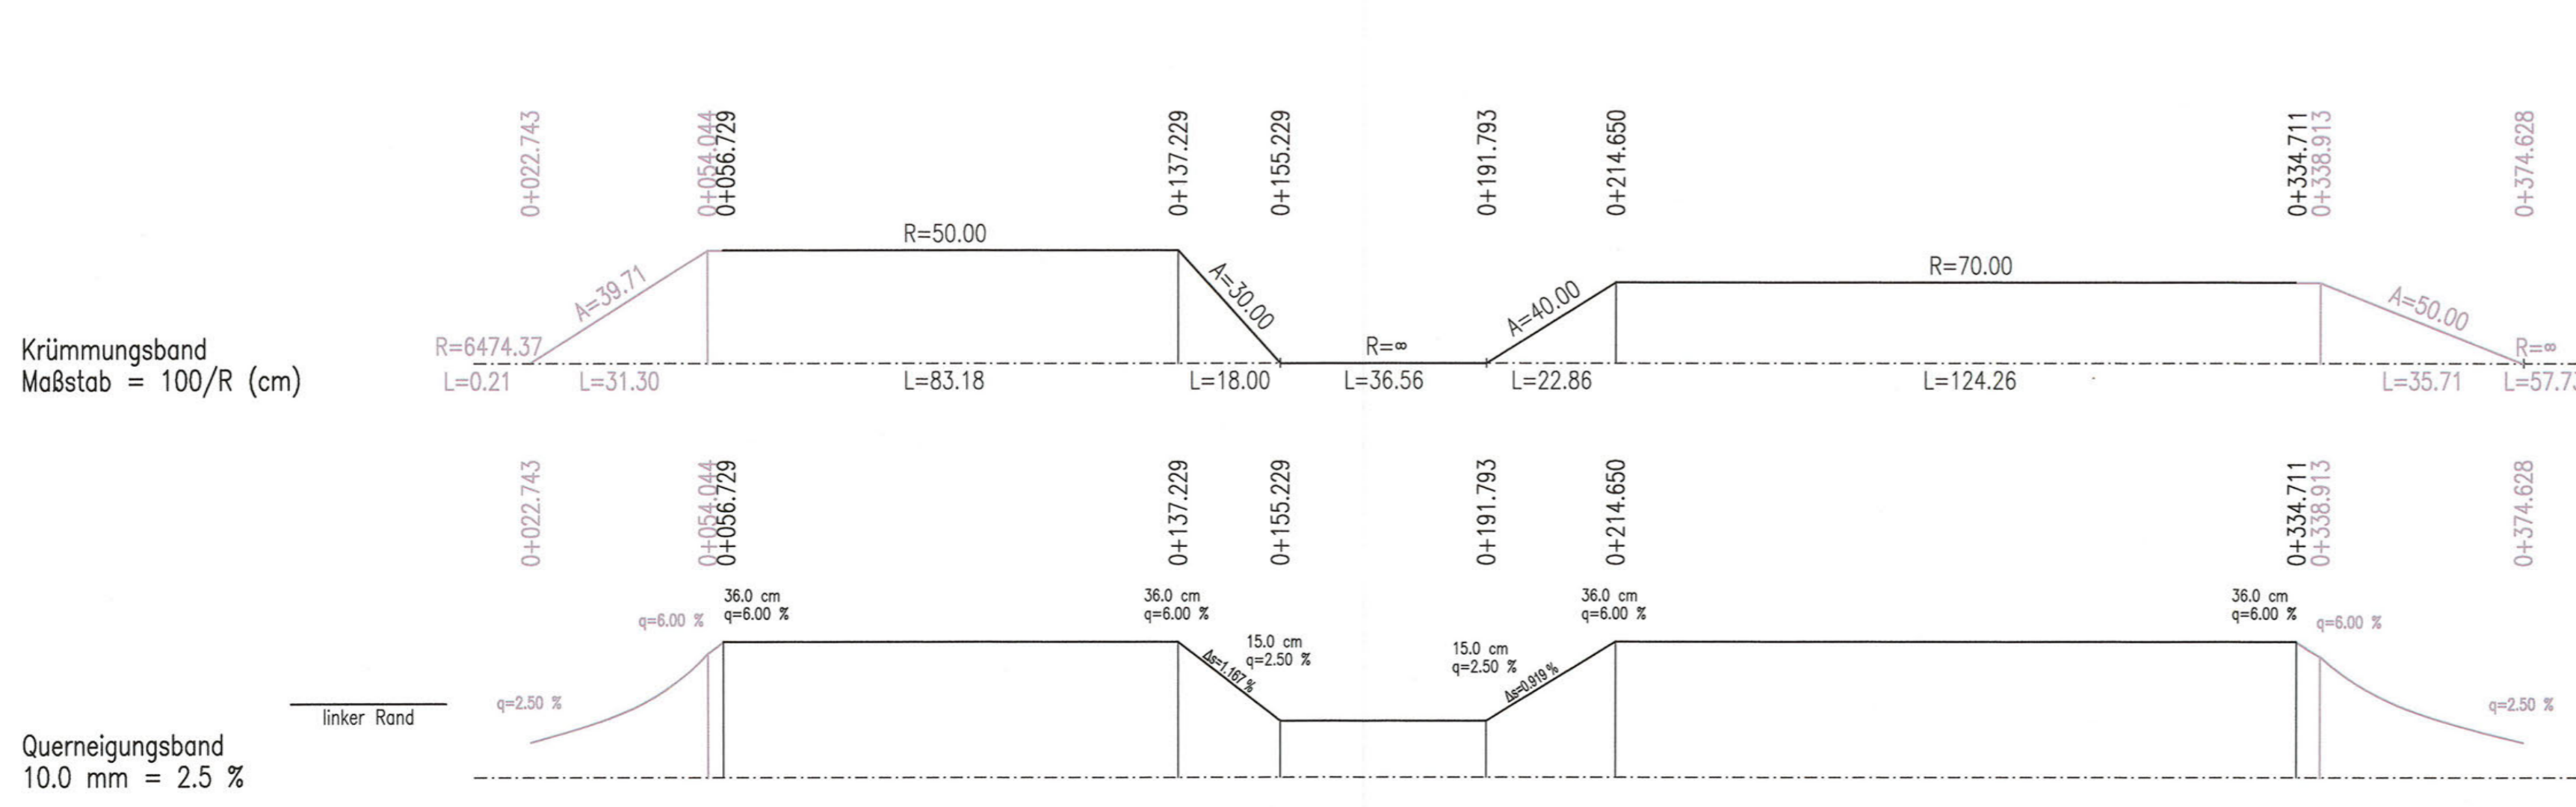 0+022.743
0+054.044
0+056.729
0+137.229
0+155.229
0+191.793
0+214.650
0+334.711
0+338.913
0+374.628
R=50.00
R=70.00
A=39.71
A=30.00
A=40.00
A=50.00
R=6474.37
R=∞
R=∞
Krümmungsband
Maßstab = 100/R (cm)
L=0.21
L=31.30
L=83.18
L=18.00
L=36.56
L=22.86
L=124.26
L=35.71
L=57.73
0+022.743
0+054.044
0+056.729
0+137.229
0+155.229
0+191.793
0+214.650
0+334.711
0+338.913
0+374.628
q=2.50 %
q=6.00 %
36.0 cm
q=6.00 %
36.0 cm
q=6.00 %
Δs=1.167 %
15.0 cm
q=2.50 %
15.0 cm
q=2.50 %
Δs=0.919 %
36.0 cm
q=6.00 %
36.0 cm
q=6.00 %
q=6.00 %
q=2.50 %
linker Rand
Querneigungsband
10.0 mm = 2.5 %